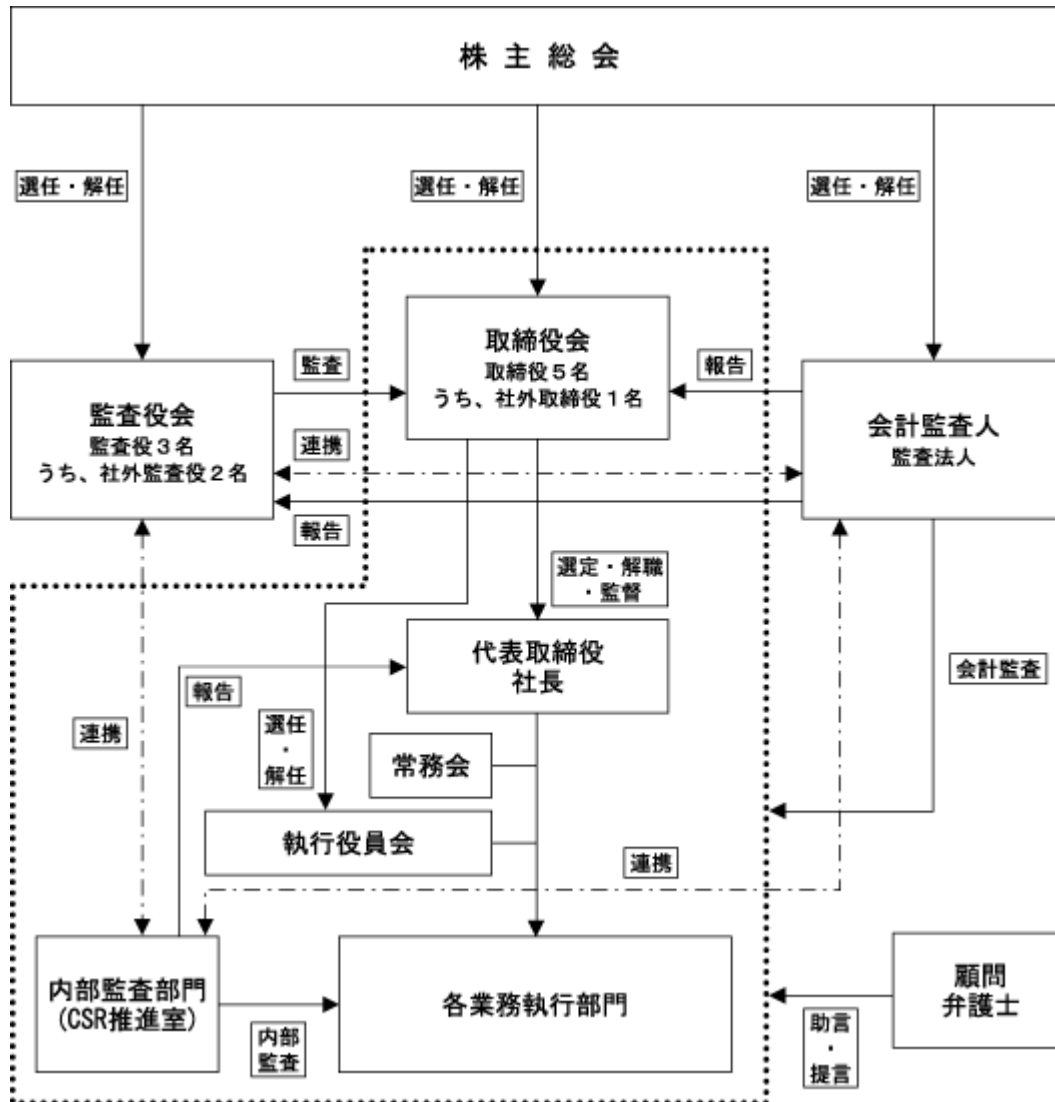 株主総会
選任・解任
選任・解任
選任・解任
取締役会
取締役５名
うち、社外取締役１名
監査
報告
監査役会
監査役３名
うち、社外監査役２名
連携
会計監査人
監査法人
報告
選定・解職
・監督
代表取締役
社長
会計監査
報告
連携
選任
・
解任
常務会
執行役員会
連携
内部監査部門
(CSR推進室)
各業務執行部門
顧問
弁護士
内部
監査
助言
・
提言